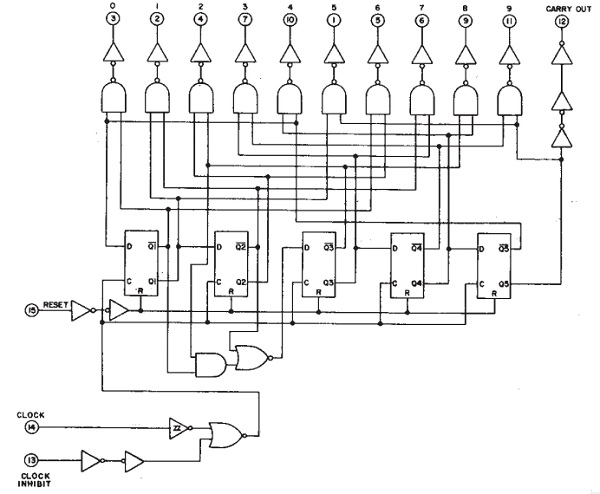 0 1 2 3 4 5 6 7 8 9 CARRY OUT
3 2 4 7 10 1 5 6 9 11 12
D Q1 D Q2 D Q3 D Q4 D Q5
C Q1 C Q2 C Q3 C Q4 C Q5
R R R R R
15 RESET
CLOCK
14
13
CLOCK
INHIBIT